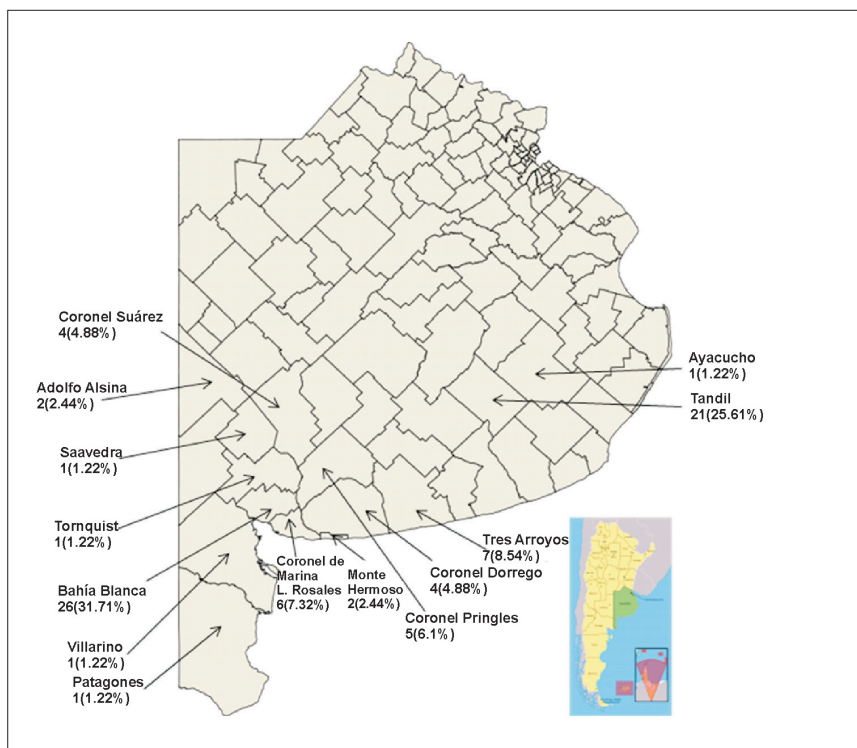 Coronel Suárez
4(4.88%)
Adolfo Alsina
2(2.44%)
Saavedra
1(1.22%)
Tornquist
1(1.22%)
Bahía Blanca
26(31.71%)
Villarino
1(1.22%)
Patagones
1(1.22%)
Coronel de
Marina
L. Rosales
6(7.32%)
Monte
Hermoso
2(2.44%)
Coronel Pringles
5(6.1%)
Coronel Dorrego
4(4.88%)
Tres Arroyos
7(8.54%)
Ayacucho
1(1.22%)
Tandil
21(25.61%)